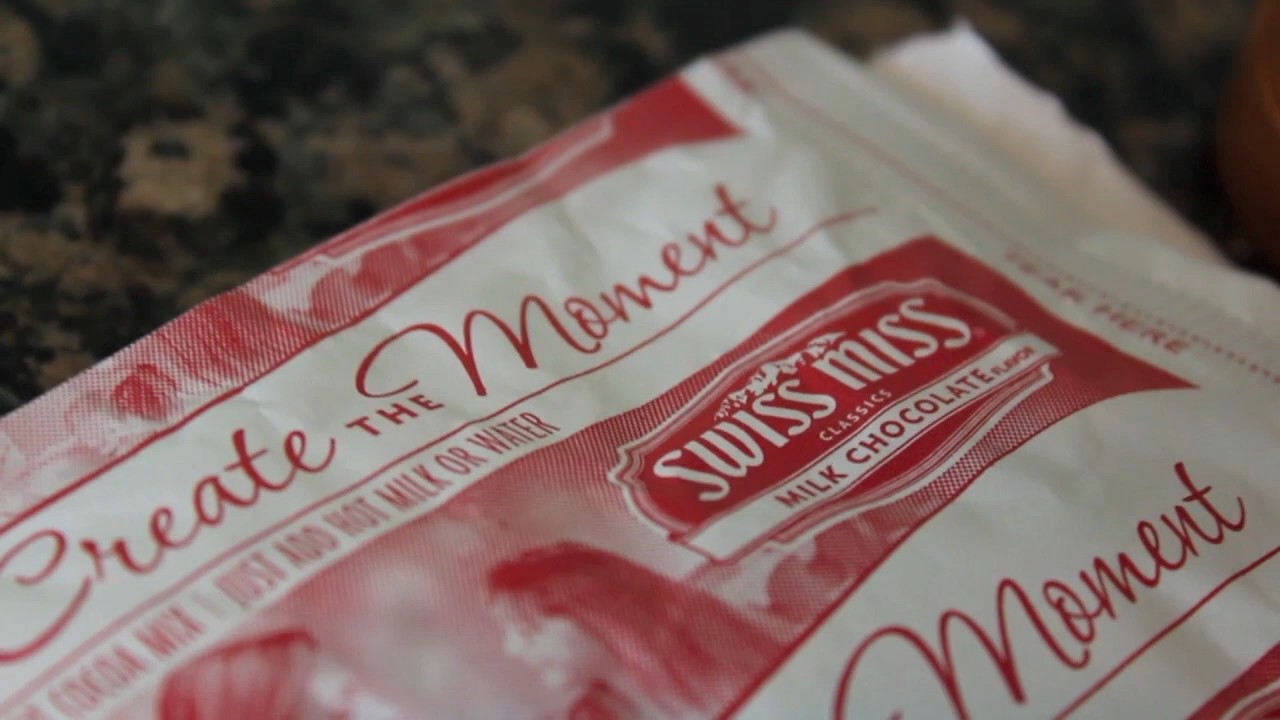 Create THE Moment
COCOA MIX | JUST ADD HOT MILK OR WATER
SWISS MISS
CLASSICS
MILK CHOCOLATE FLAVOR
TEAR HERE
Moment